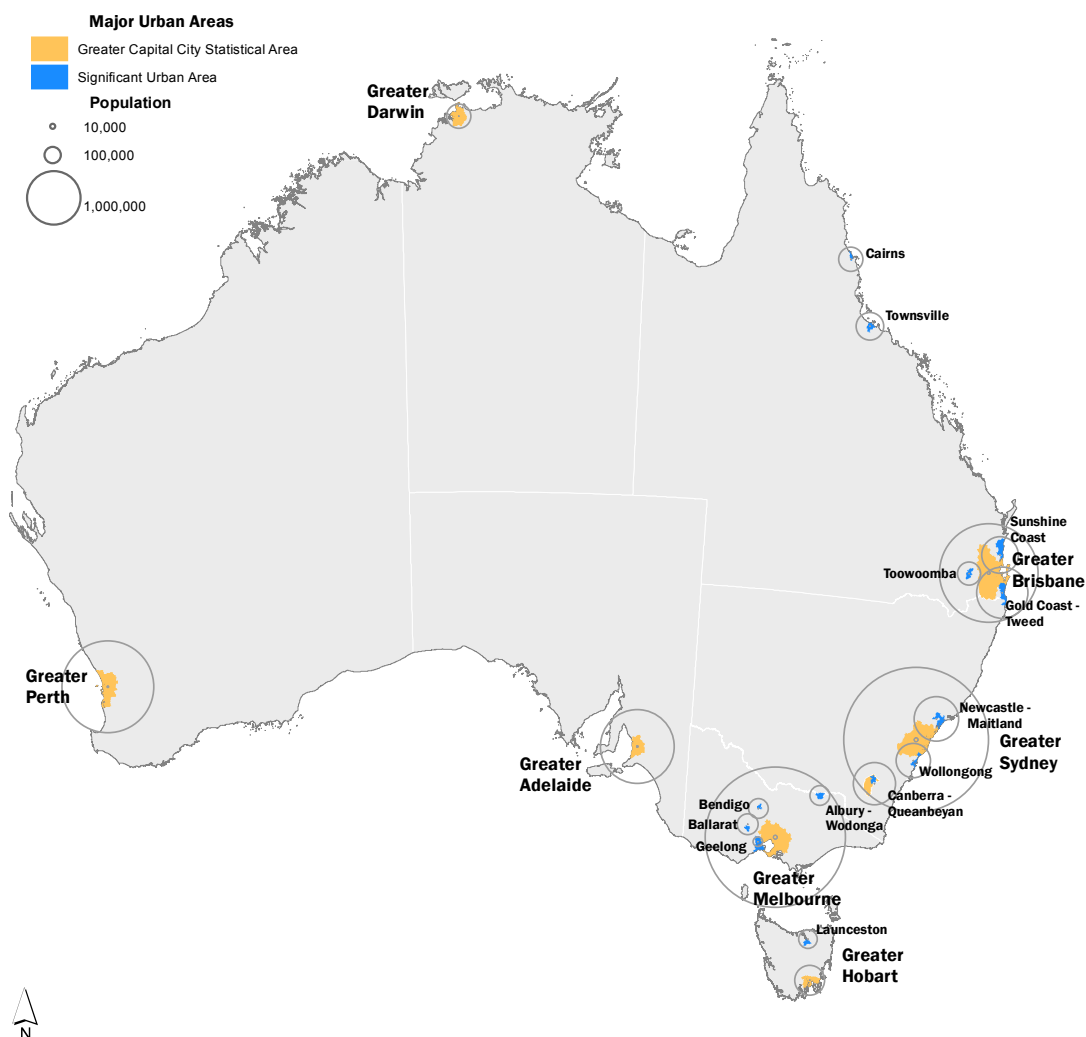 Major Urban Areas
Greater Capital City Statistical Area
Significant Urban Area
Population
10,000
100,000
1,000,000
Greater
Darwin
Cairns
Townsville
Sunshine
Coast
Greater
Brisbane
Toowoomba
Gold Coast -
Tweed
Greater
Perth
Newcastle -
Maitland
Greater
Sydney
Wollongong
Greater
Adelaide
Canberra -
Queanbeyan
Bendigo
Albury -
Wodonga
Ballarat
Geelong
Greater
Melbourne
Launceston
Greater
Hobart
N